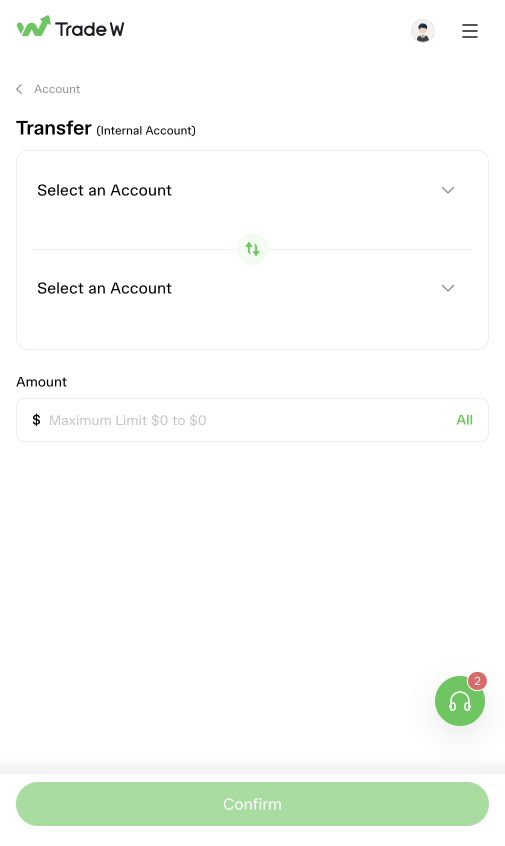 Trade W
Account
Transfer (Internal Account)
Select an Account
Select an Account
Amount
$ Maximum Limit $0 to $0 All
2
Confirm